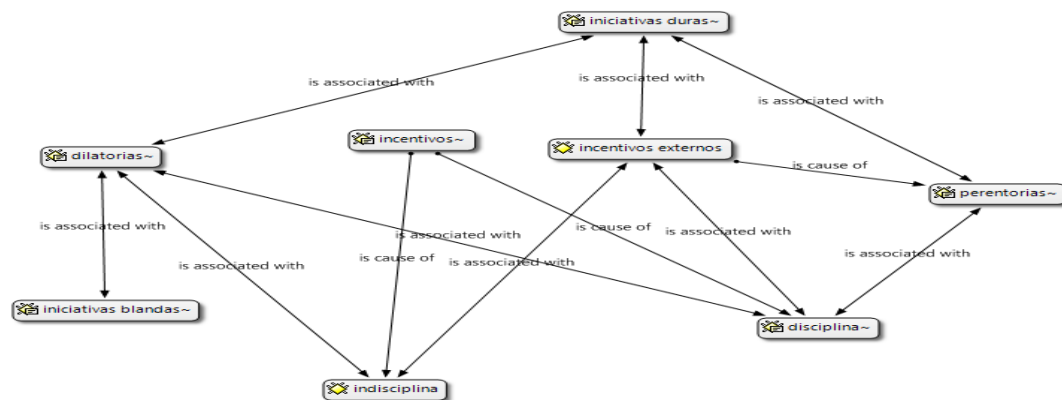 iniciativas duras~
is associated with
is associated with
is associated with
incentivos~
incentivos externos
dilatorias~
is cause of
perentorias~
is associated with
is associated with
is cause of
is associated with
is associated with
is cause of
is associated with
is associated with
iniciativas blandas~
disciplina~
indisciplina